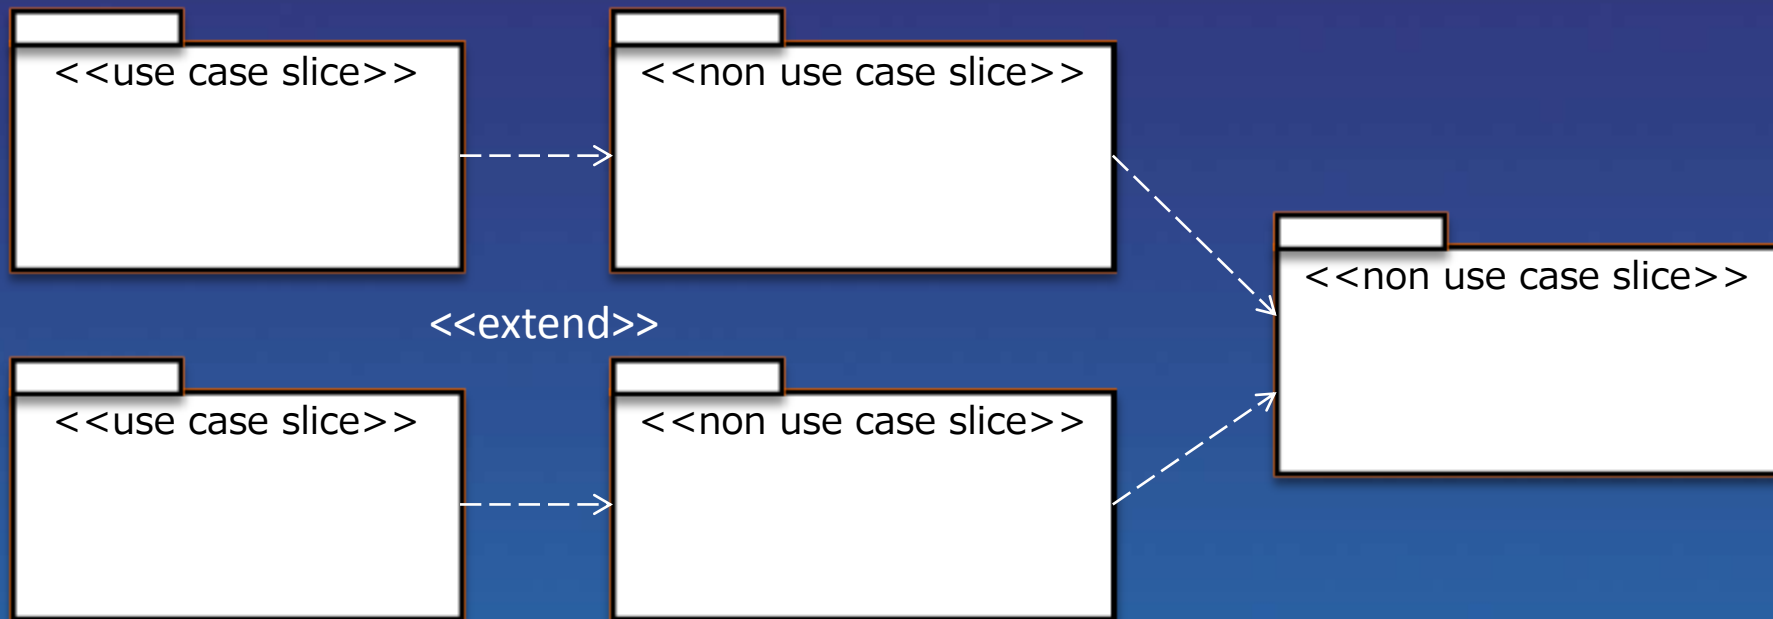 <<use case slice>>
<<non use case slice>>
<<non use case slice>>
<<extend>>
<<use case slice>>
<<non use case slice>>